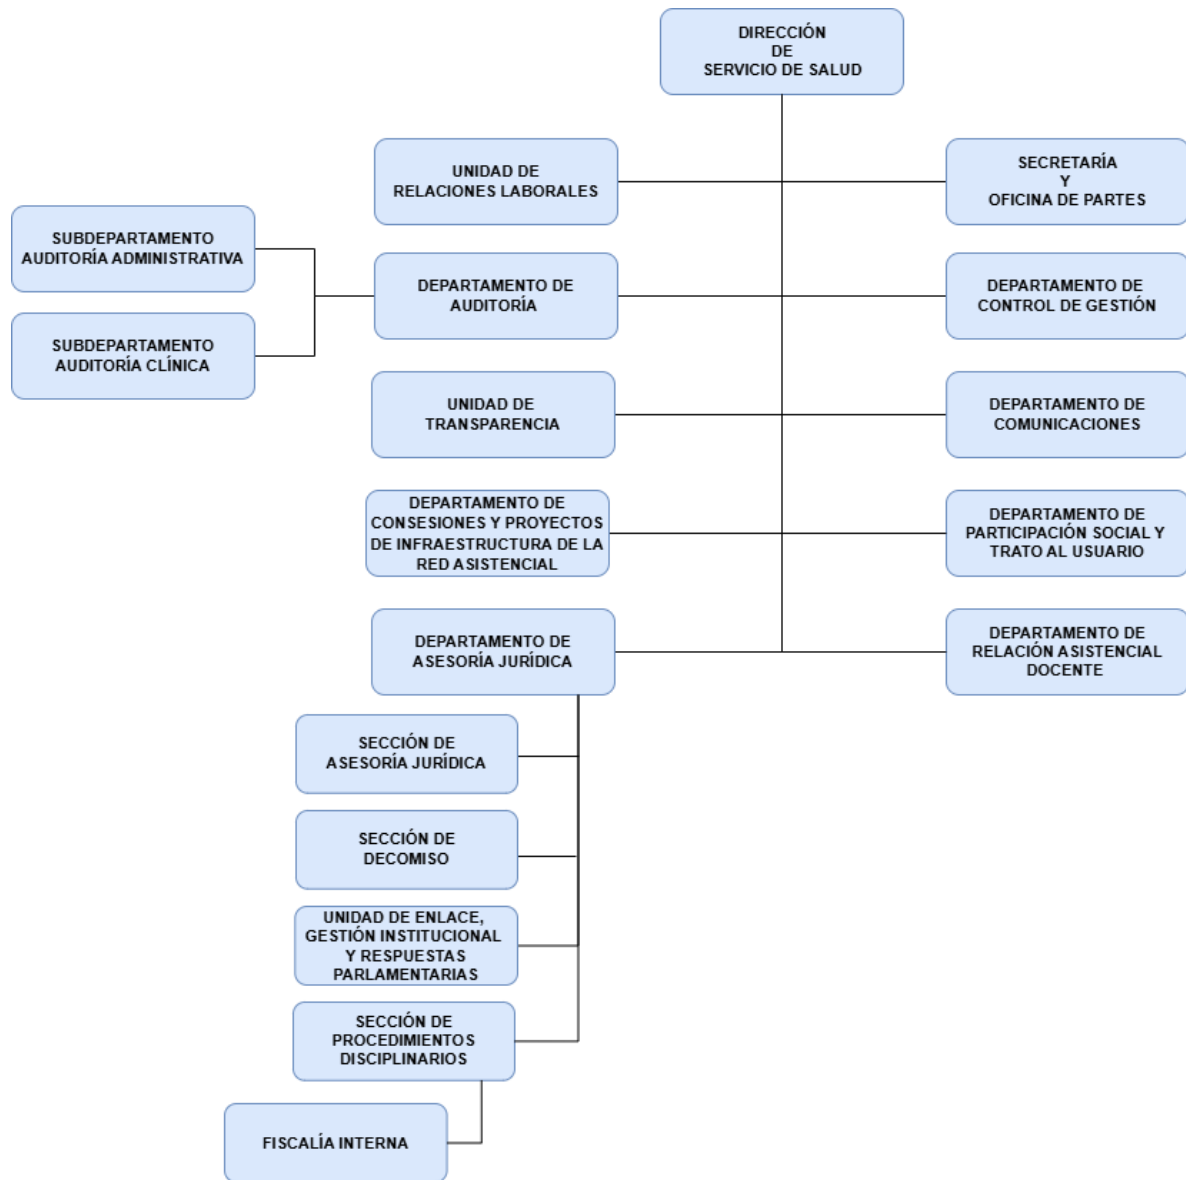 DIRECCIÓN
DE
SERVICIO DE SALUD
UNIDAD DE
RELACIONES LABORALES
SECRETARÍA
Y
OFICINA DE PARTES
SUBDEPARTAMENTO
AUDITORÍA ADMINISTRATIVA
DEPARTAMENTO DE
AUDITORÍA
DEPARTAMENTO DE
CONTROL DE GESTIÓN
SUBDEPARTAMENTO
AUDITORÍA CLÍNICA
UNIDAD DE
TRANSPARENCIA
DEPARTAMENTO DE
COMUNICACIONES
DEPARTAMENTO DE
CONSESIONES Y PROYECTOS
DE INFRAESTRUCTURA DE LA
RED ASISTENCIAL
DEPARTAMENTO DE
PARTICIPACIÓN SOCIAL Y
TRATO AL USUARIO
DEPARTAMENTO DE
ASESORÍA JURÍDICA
DEPARTAMENTO DE
RELACIÓN ASISTENCIAL
DOCENTE
SECCIÓN DE
ASESORÍA JURÍDICA
SECCIÓN DE
DECOMISO
UNIDAD DE ENLACE,
GESTIÓN INSTITUCIONAL
Y RESPUESTAS
PARLAMENTARIAS
SECCIÓN DE
PROCEDIMIENTOS
DISCIPLINARIOS
FISCALÍA INTERNA